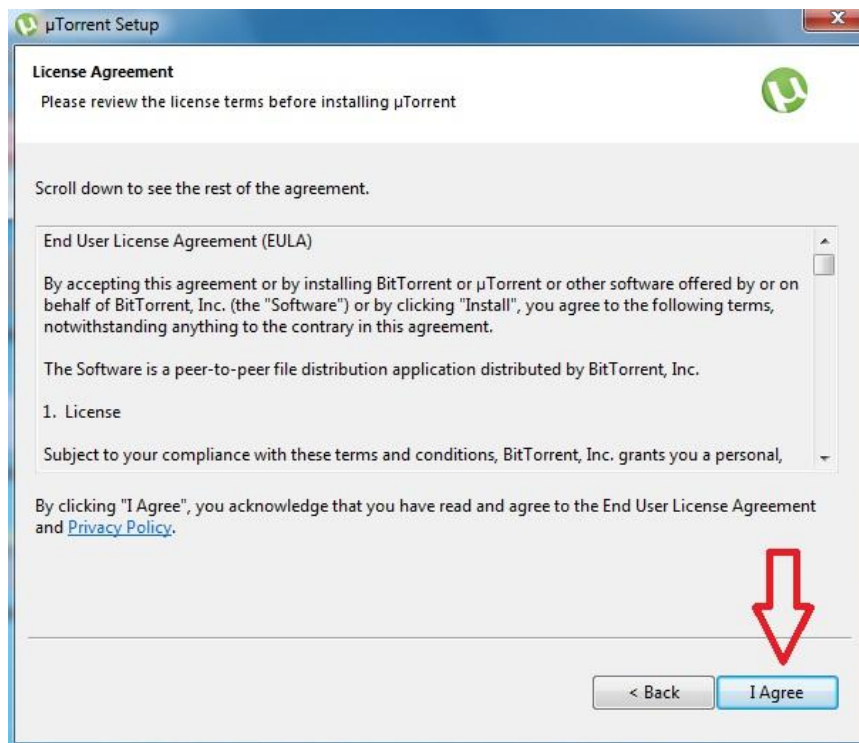 µTorrent Setup
License Agreement
Please review the license terms before installing µTorrent
Scroll down to see the rest of the agreement.
End User License Agreement (EULA)
By accepting this agreement or by installing BitTorrent or µTorrent or other software offered by or on
behalf of BitTorrent, Inc. (the "Software") or by clicking "Install", you agree to the following terms,
notwithstanding anything to the contrary in this agreement.
The Software is a peer-to-peer file distribution application distributed by BitTorrent, Inc.
1. License
Subject to your compliance with these terms and conditions, BitTorrent, Inc. grants you a personal,
By clicking "I Agree", you acknowledge that you have read and agree to the End User License Agreement
and Privacy Policy.
< Back
I Agree